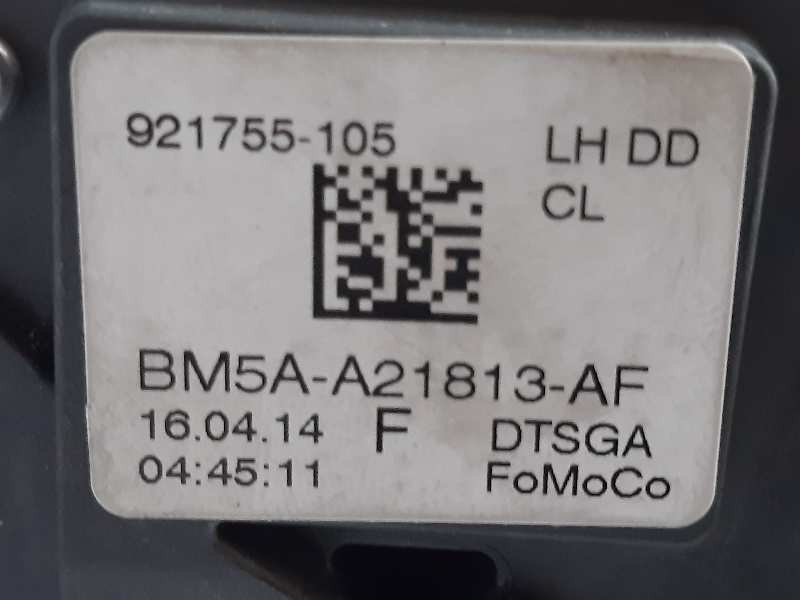 921755-105 LH DD
CL
BM5A-A21813-AF
16.04.14 F DTSGA
04:45:11 FoMoCo